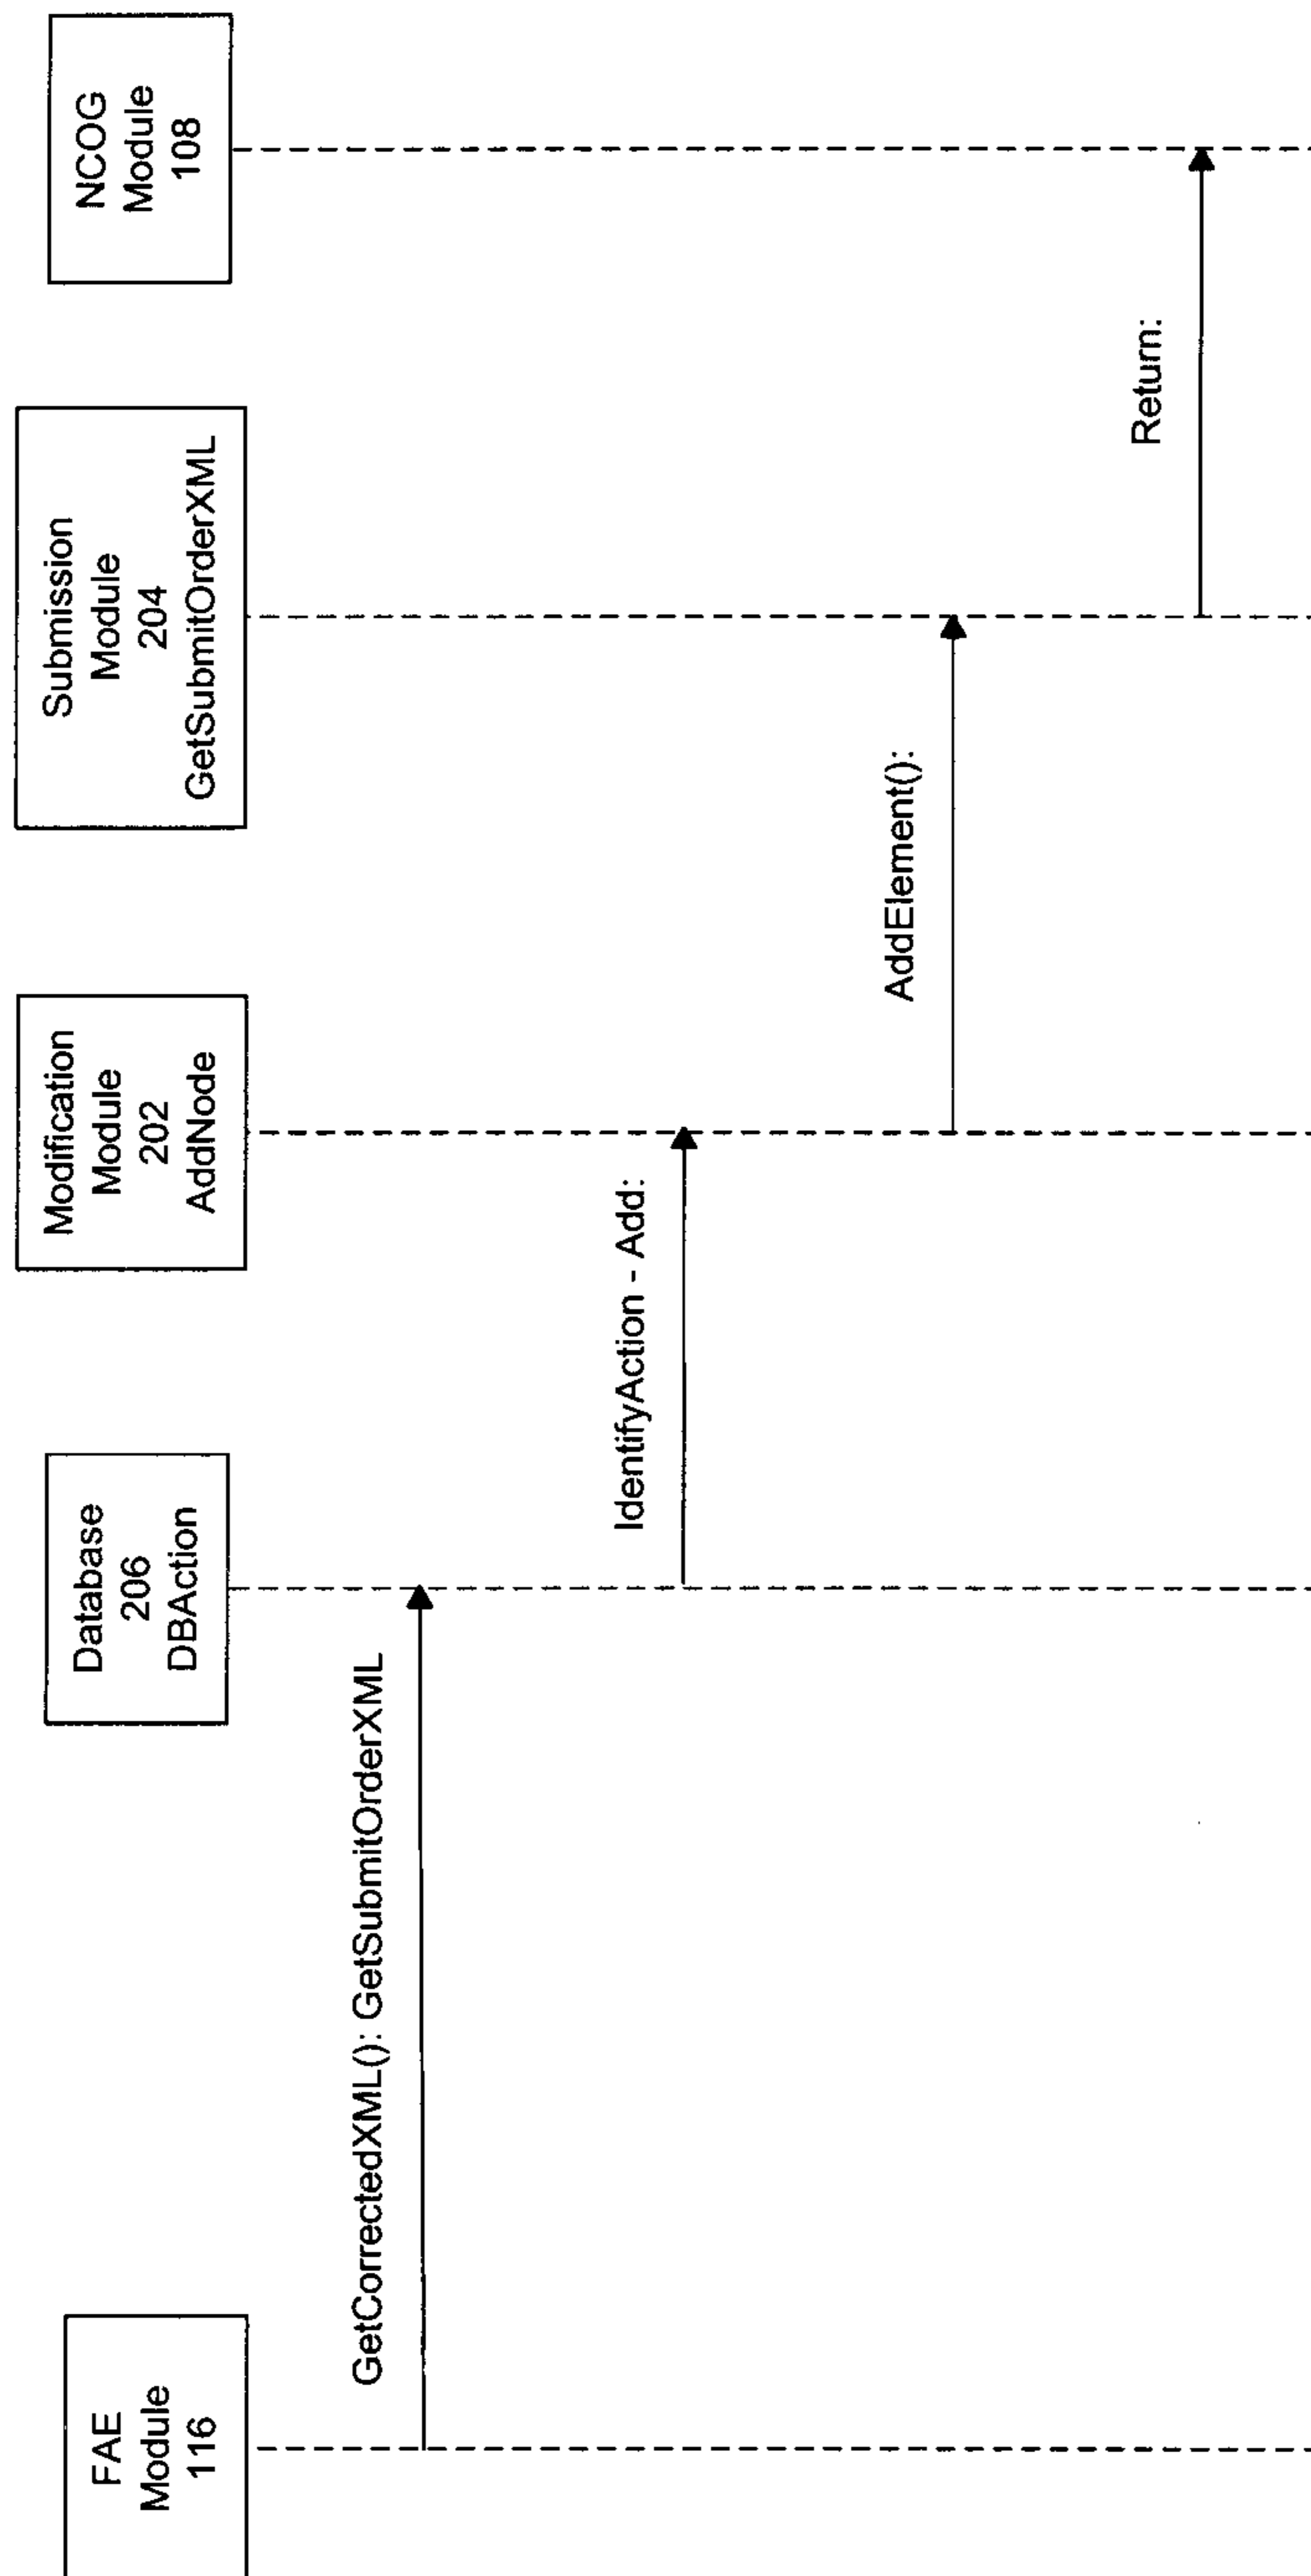 FAE
Module
116
Database
206
DBAction
Modification
Module
202
AddNode
Submission
Module
204
GetSubmitOrderXML
NCOG
Module
108
GetCorrectedXML(): GetSubmitOrderXML
IdentifyAction - Add:
AddElement():
Return: